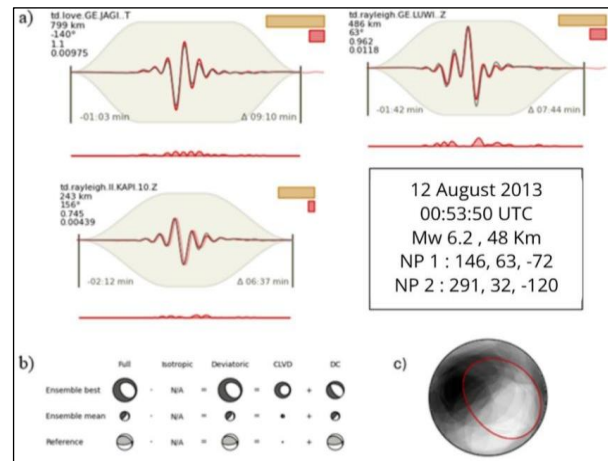 a)
td.love.GE.JAGI..T
799 km
-140°
1.1
0.00975
-01:03 min
Δ 09:10 min
td.rayleigh.GE.LUWI..Z
486 km
63°
0.962
0.0118
-01:42 min
Δ 07:44 min
td.rayleigh.II.KAPI.10.Z
243 km
156°
0.745
0.00439
-02:12 min
Δ 06:37 min
12 August 2013
00:53:50 UTC
Mw 6.2 , 48 Km
NP 1 : 146, 63, -72
NP 2 : 291, 32, -120
b)
Full Isotropic Deviatoric CLVD DC
Ensemble best - N/A = = +
Ensemble mean - N/A = = +
Reference - N/A = = +
c)